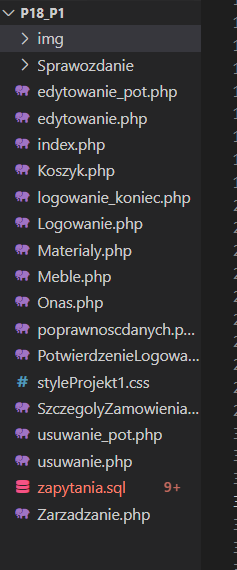 P18_P1
img
Sprawozdanie
edytowanie_pot.php
edytowanie.php
index.php
Koszyk.php
logowanie_koniec.php
Logowanie.php
Materialy.php
Meble.php
Onas.php
poprawnoscdanych.p...
PotwierdzenieLogowa...
# styleProjekt1.css
SzczegolyZamowienia...
usuwanie_pot.php
usuwanie.php
zapytania.sql 9+
Zarzadzanie.php